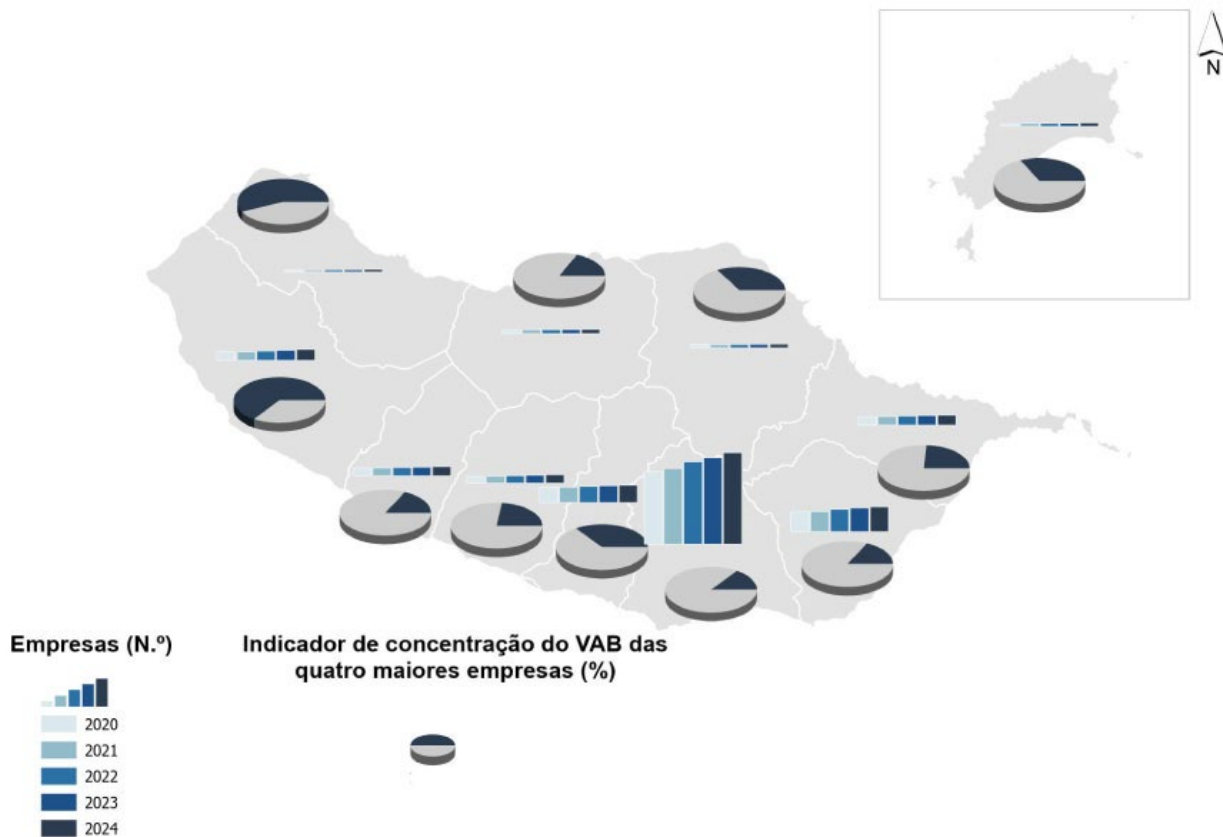 N
Empresas (N.º)
2020
2021
2022
2023
2024
Indicador de concentração do VAB das
quatro maiores empresas (%)